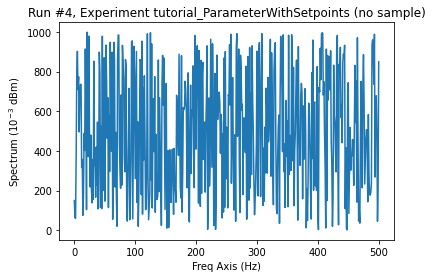 Run #4, Experiment tutorial_ParameterWithSetpoints (no sample)
1000
800
600
400
200
0
Spectrum (10⁻³ dBm)
0 100 200 300 400 500
Freq Axis (Hz)